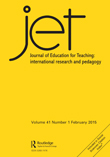 jet
Journal of Education for Teaching:
international research and pedagogy
Volume 41 Number 1 February 2015
Routledge